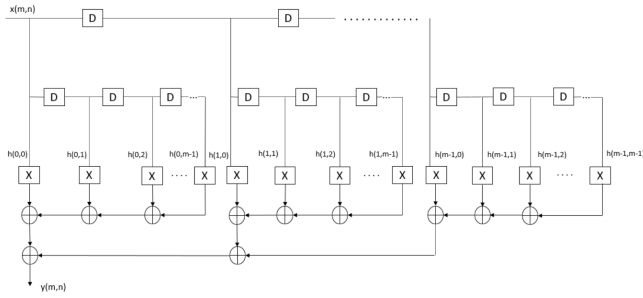 x(m,n)
D D .............
D D D ... D D D ... D D D ...
h(0,0) h(0,1) h(0,2) h(0,m-1) h(1,0) h(1,1) h(1,2) h(1,m-1) h(m-1,0) h(m-1,1) h(m-1,2) h(m-1,m-1)
X X X .... X X X X .... X X X X .... X
y(m,n)